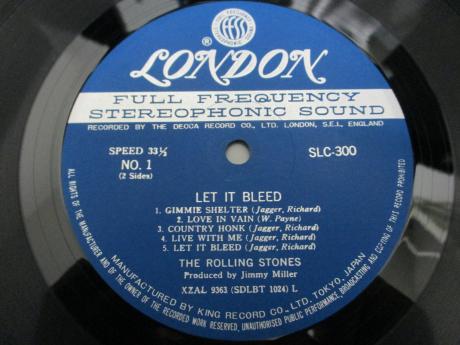 FULL FREQUENCY RANGE RECORDING
ffrr
®
LONDON
FULL FREQUENCY
STEREOPHONIC SOUND
RECORDED BY THE DECCA RECORD CO., LTD. LONDON, S.E.I., ENGLAND
SPEED 33⅓
NO. 1
(2 Sides)
SLC-300
LET IT BLEED
1. GIMMIE SHELTER (Jagger, Richard)
2. LOVE IN VAIN (W. Payne)
3. COUNTRY HONK (Jagger, Richard)
4. LIVE WITH ME (Jagger, Richard)
5. LET IT BLEED (Jagger, Richard)
THE ROLLING STONES
Produced by Jimmy Miller
XZAL 9363 (SDLBT 1024) L
MANUFACTURED BY KING RECORD CO., LTD. TOKYO, JAPAN
ALL RIGHTS OF THE MANUFACTURER AND OF THE OWNER OF THE RECORDED WORK RESERVED, UNAUTHORISED PUBLIC PERFORMANCE, BROADCASTING AND COPYING OF THIS RECORD PROHIBITED